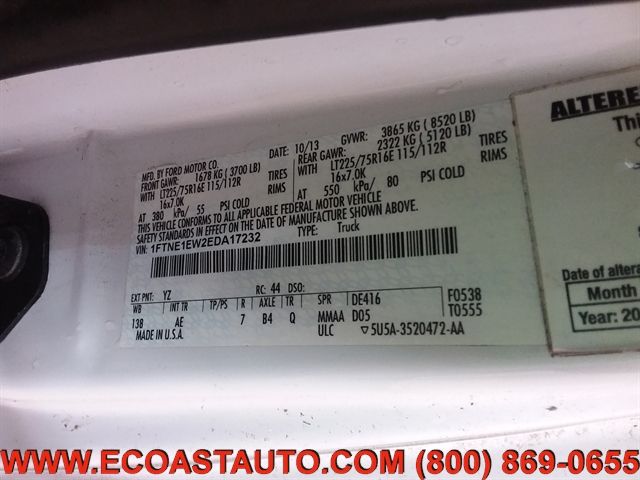 MFD. BY FORD MOTOR CO.
DATE: 10/13 GVWR: 3865 KG ( 8520 LB)
FRONT GAWR: 1678 KG ( 3700 LB) REAR GAWR: 2322 KG ( 5120 LB)
WITH LT225/75R16E 115/112R TIRES WITH LT225/75R16E 115/112R TIRES
16x7.0K RIMS 16x7.0K RIMS
AT 380 kPa/ 55 PSI COLD AT 550 kPa/ 80 PSI COLD
THIS VEHICLE CONFORMS TO ALL APPLICABLE FEDERAL MOTOR VEHICLE
SAFETY STANDARDS IN EFFECT ON THE DATE OF MANUFACTURE SHOWN ABOVE.
VIN: 1FTNE1EW2EDA17232 TYPE: Truck
EXT PNT: YZ RC: 44 DSO:
WB INT TR TP/PS R AXLE TR SPR DE416 F0538
138 AE 7 B4 Q MMAA D05 T0555
MADE IN U.S.A. ULC 5U5A-3520472-AA
ALTERE
Thi
Date of altera
Month
Year: 20
WWW.ECOASTAUTO.COM (800) 869-0655